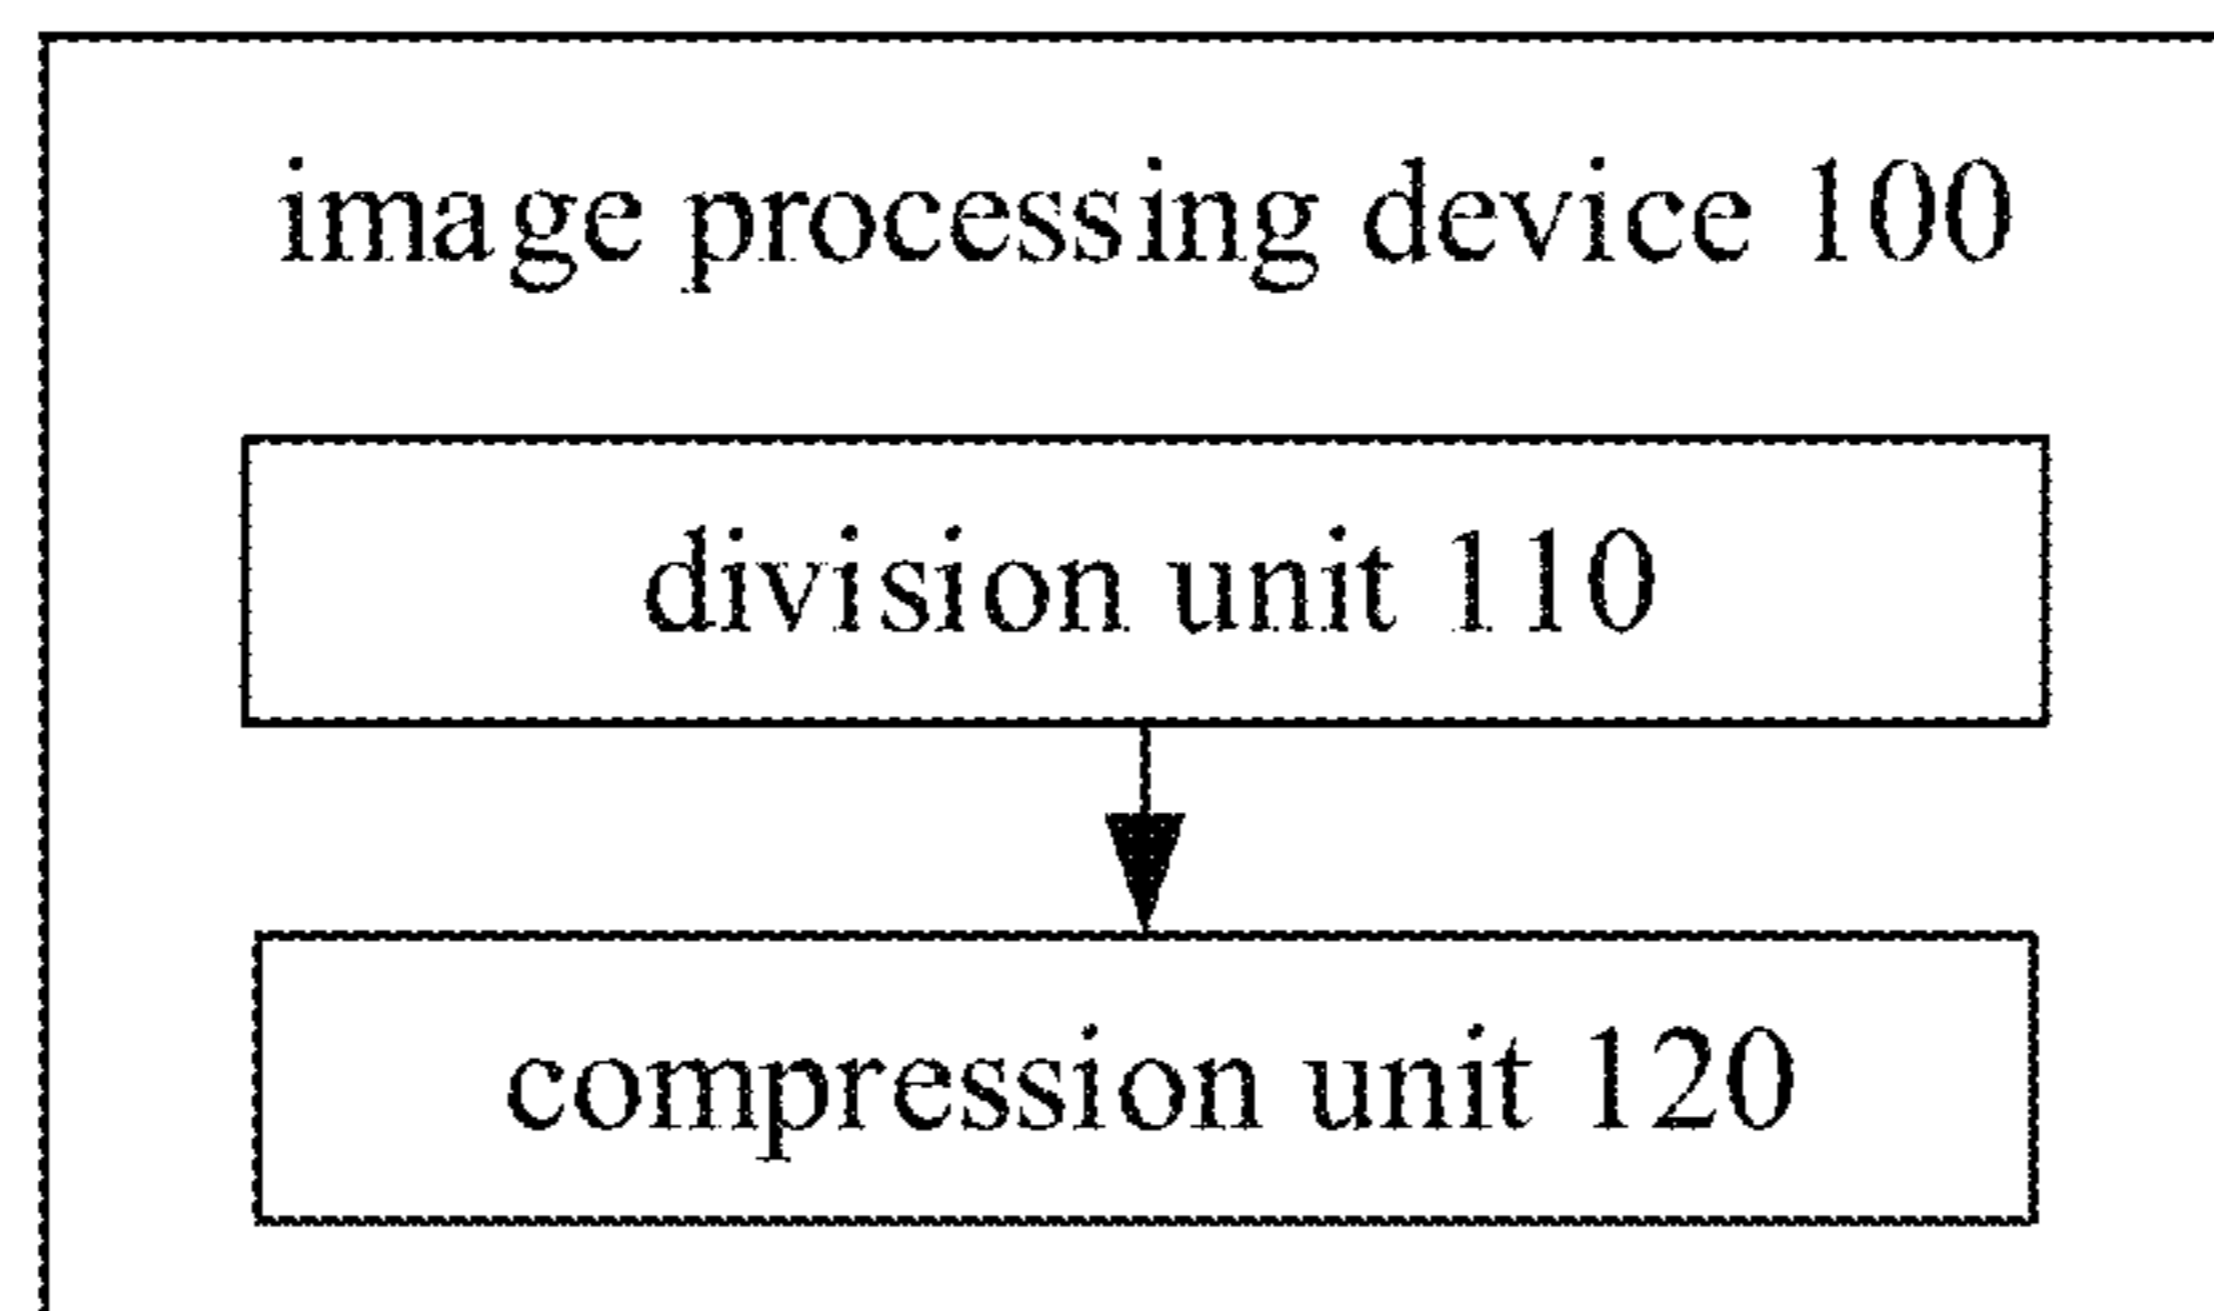 image processing device 100
division unit 110
compression unit 120